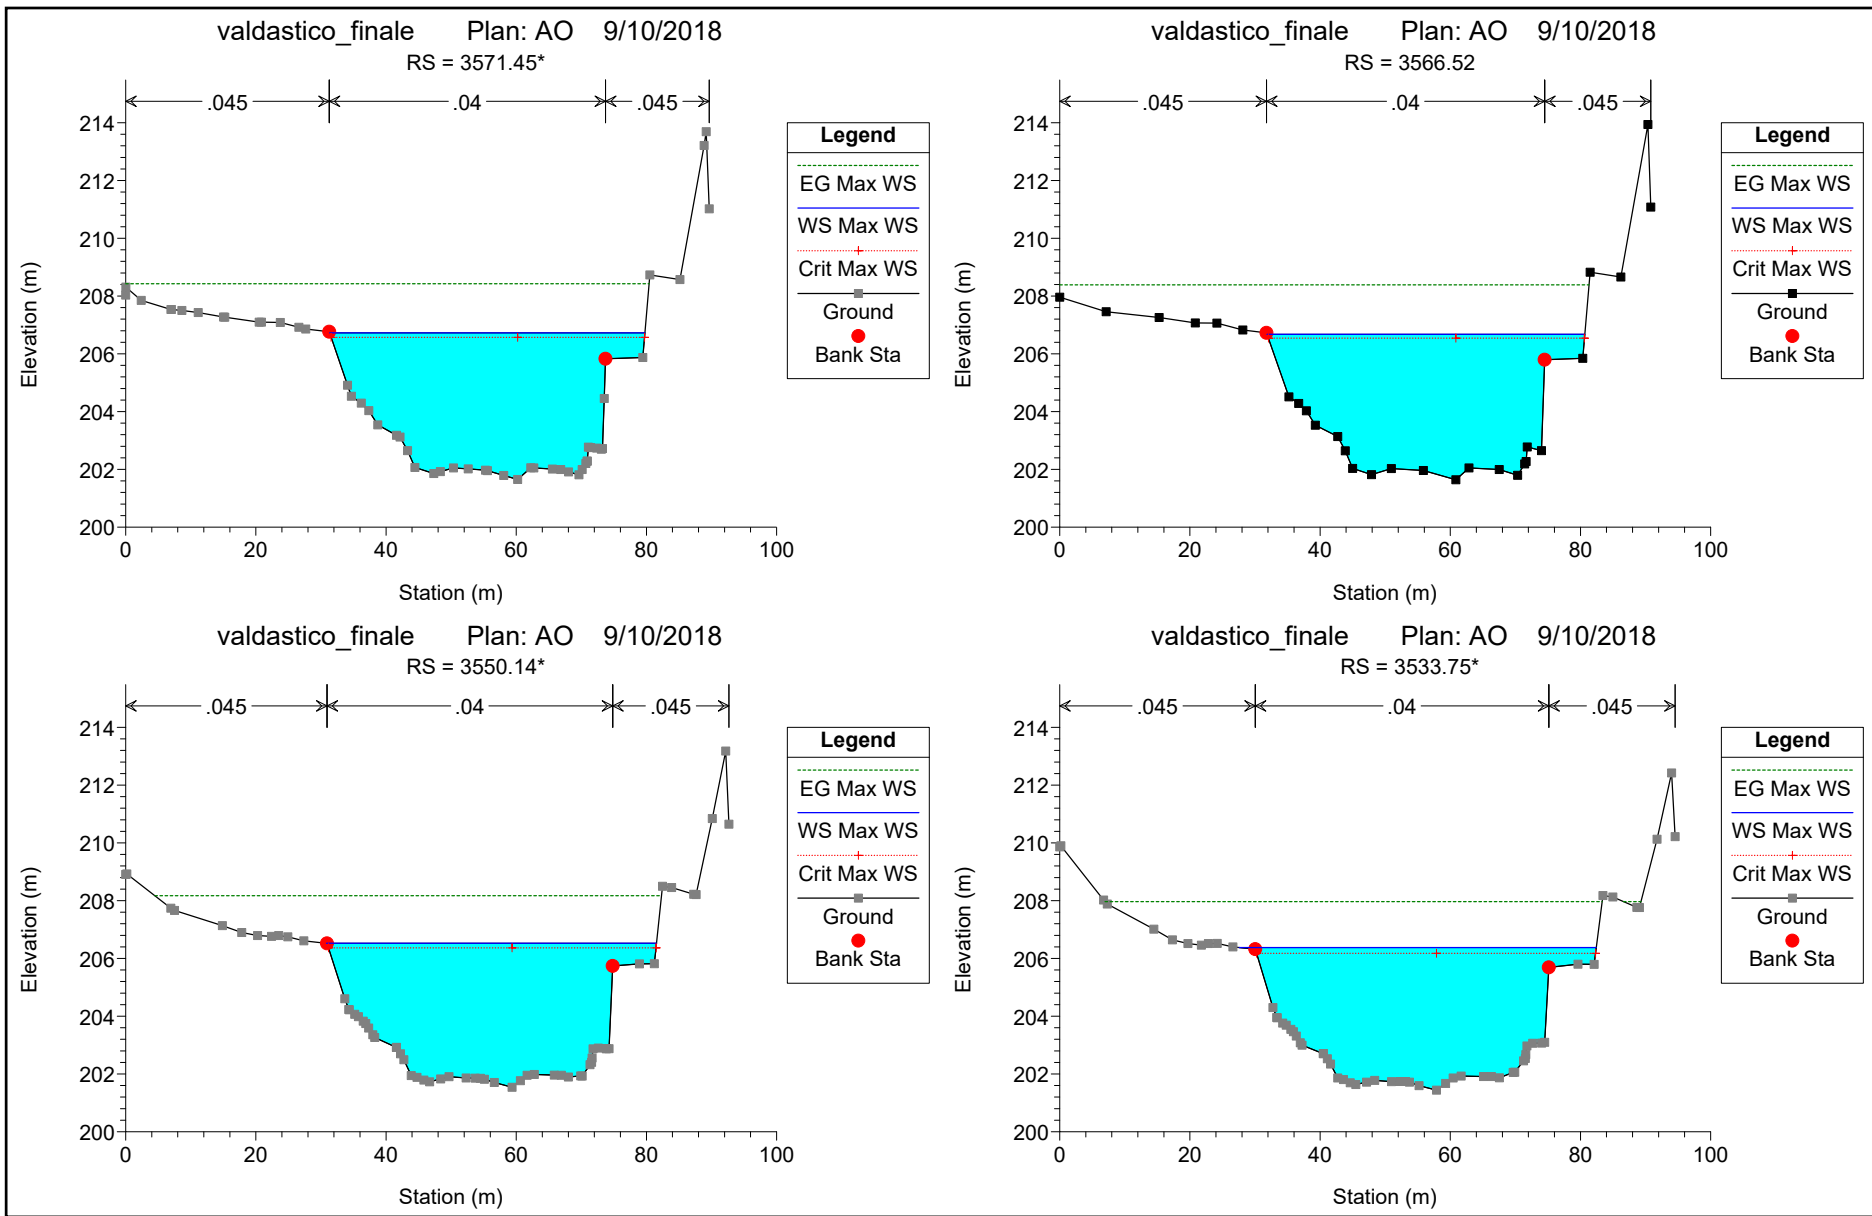 valdastico_finale Plan: AO 9/10/2018
RS = 3571.45*
.045 .04 .045
214
212
210
208
206
204
202
200
0 20 40 60 80 100
Elevation (m)
Station (m)
Legend
EG Max WS
WS Max WS
Crit Max WS
Ground
Bank Sta
valdastico_finale Plan: AO 9/10/2018
RS = 3566.52
.045 .04 .045
214
212
210
208
206
204
202
200
0 20 40 60 80 100
Elevation (m)
Station (m)
Legend
EG Max WS
WS Max WS
Crit Max WS
Ground
Bank Sta
valdastico_finale Plan: AO 9/10/2018
RS = 3550.14*
.045 .04 .045
214
212
210
208
206
204
202
200
0 20 40 60 80 100
Elevation (m)
Station (m)
Legend
EG Max WS
WS Max WS
Crit Max WS
Ground
Bank Sta
valdastico_finale Plan: AO 9/10/2018
RS = 3533.75*
.045 .04 .045
214
212
210
208
206
204
202
200
0 20 40 60 80 100
Elevation (m)
Station (m)
Legend
EG Max WS
WS Max WS
Crit Max WS
Ground
Bank Sta